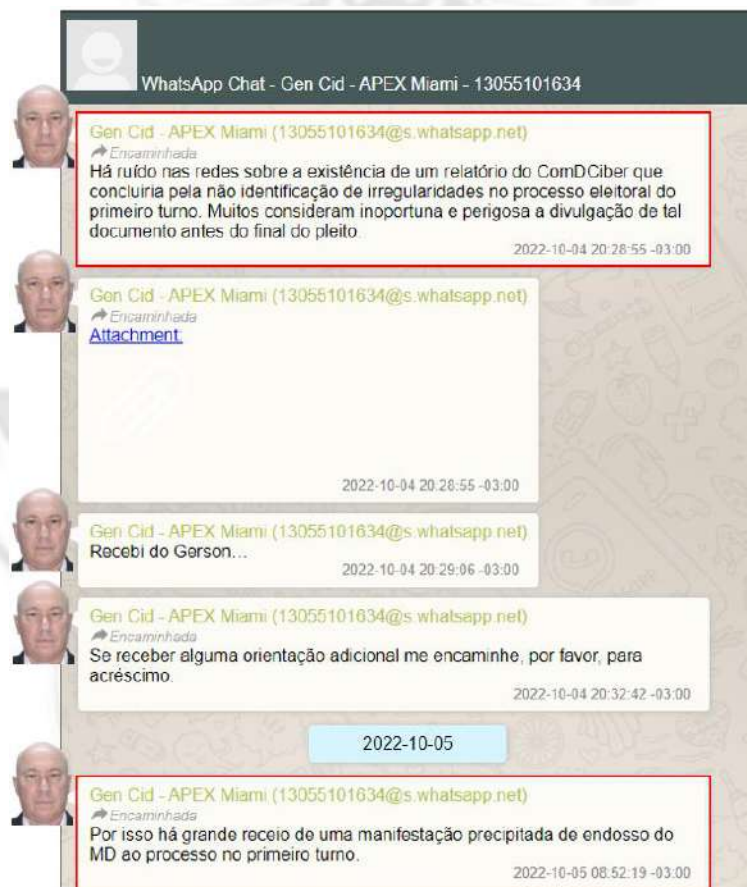 WhatsApp Chat - Gen Cid - APEX Miami - 13055101634
Gen Cid - APEX Miami (13055101634@s.whatsapp.net)
Encaminhada
Há ruído nas redes sobre a existência de um relatório do ComDCiber que
concluiria pela não identificação de irregularidades no processo eleitoral do
primeiro turno. Muitos consideram inoportuna e perigosa a divulgação de tal
documento antes do final do pleito.
2022-10-04 20:28:55 -03:00
Gen Cid - APEX Miami (13055101634@s.whatsapp.net)
Encaminhada
Attachment:
2022-10-04 20:28:55 -03:00
Gen Cid - APEX Miami (13055101634@s.whatsapp.net)
Recebi do Gerson...
2022-10-04 20:29:06 -03:00
Gen Cid - APEX Miami (13055101634@s.whatsapp.net)
Encaminhada
Se receber alguma orientação adicional me encaminhe, por favor, para
acréscimo.
2022-10-04 20:32:42 -03:00
2022-10-05
Gen Cid - APEX Miami (13055101634@s.whatsapp.net)
Encaminhada
Por isso há grande receio de uma manifestação precipitada de endosso do
MD ao processo no primeiro turno.
2022-10-05 08:52:19 -03:00